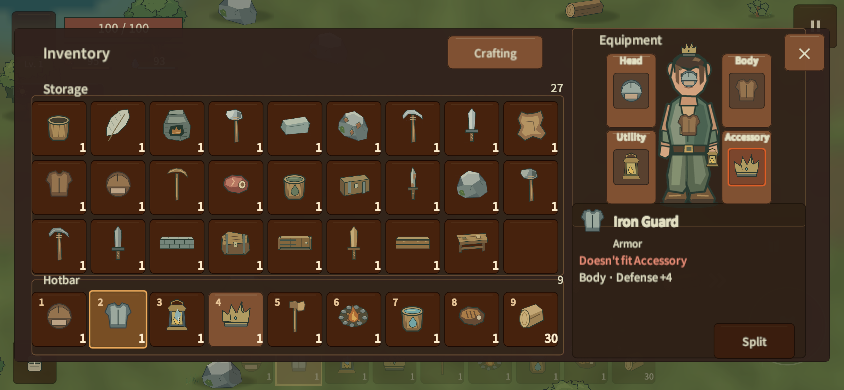 100 / 100
Inventory
Crafting
Equipment
Storage
27
Head
Body
Utility
Accessory
1 1 1 1 1 1 1 1 1
1 1 1 1 1 1 1 1 1
1 1 1 1 1 1 1 1
Hotbar
9
1 2 3 4 5 6 7 8 9
1 1 1 1 1 1 1 1 30
Iron Guard
Armor
Doesn't fit Accessory
Body · Defense +4
Split
30